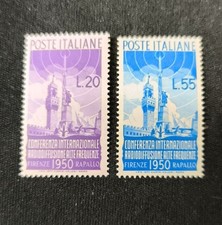 POSTE ITALIANE
L.20
CONFERENZA INTERNAZIONALE
RADIODIFFUSIONE ALTE FREQUENZE
FIRENZE 1950 RAPALLO
POSTE ITALIANE
L.55
CONFERENZA INTERNAZIONALE
RADIODIFFUSIONE ALTE FREQUENZE
FIRENZE 1950 RAPALLO